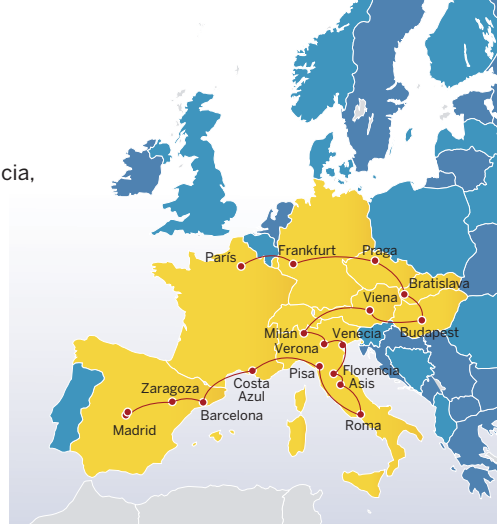 cia,
París
Frankfurt
Praga
Bratislava
Viena
Milán
Venecia
Budapest
Verona
Pisa
Florencia
Asis
Costa
Azul
Zaragoza
Barcelona
Madrid
Roma